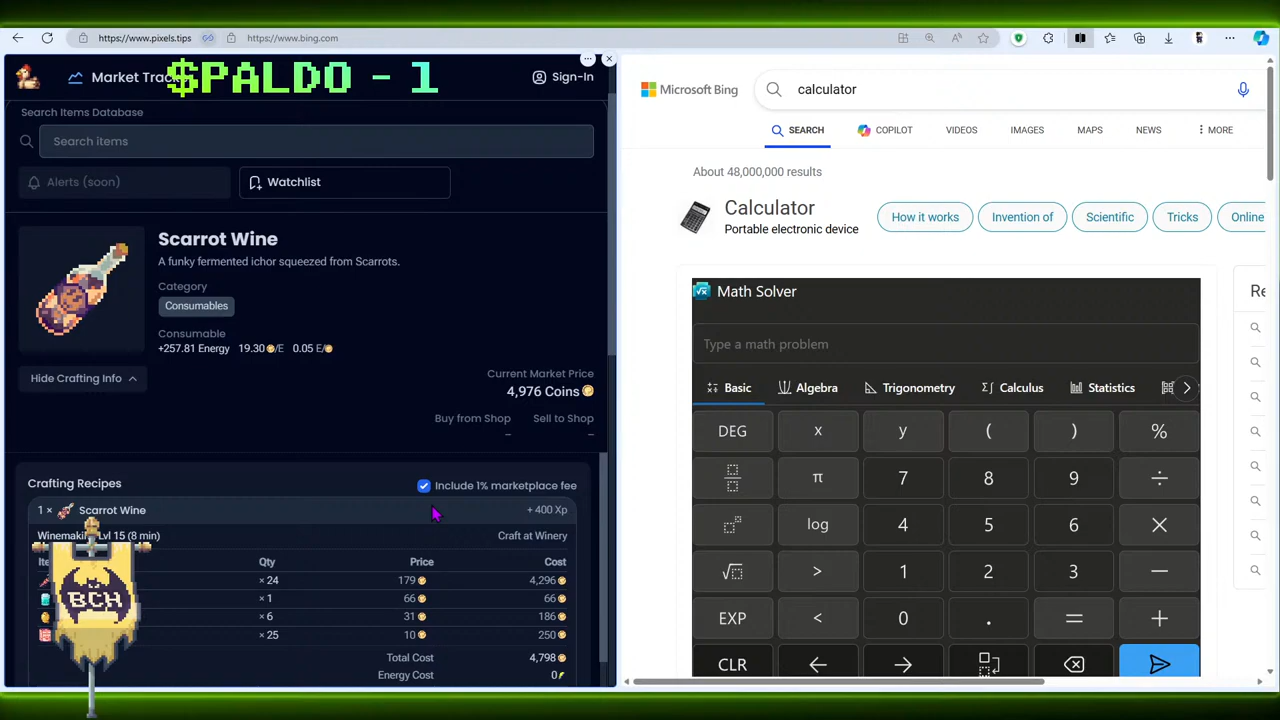 https://www.pixels.tips
https://www.bing.com
Market
$PALDO - 1
Sign-In
Search Items Database
Search items
Alerts (soon)
Watchlist
Scarrot Wine
A funky fermented ichor squeezed from Scarrots.
Category
Consumables
Consumable
+257.81 Energy 19.30 /E 0.05 E/
Hide Crafting Info
Current Market Price
4,976 Coins
Buy from Shop Sell to Shop
– –
Crafting Recipes
Include 1% marketplace fee
1 × Scarrot Wine + 400 Xp
Lvl 15 (8 min) Craft at Winery
Qty Price Cost
× 24 179 4,296
× 1 66 66
× 6 31 186
× 25 10 250
Total Cost 4,798
Energy Cost 0
BCH
Microsoft Bing
calculator
SEARCH
COPILOT
VIDEOS
IMAGES
MAPS
NEWS
MORE
About 48,000,000 results
Calculator
Portable electronic device
How it works
Invention of
Scientific
Tricks
Online
Re
Math Solver
Type a math problem
Basic
Algebra
Trigonometry
Calculus
Statistics
DEG x y ( ) %
π 7 8 9 ÷
log 4 5 6 ×
> 1 2 3 −
EXP < 0 . = +
CLR ← →